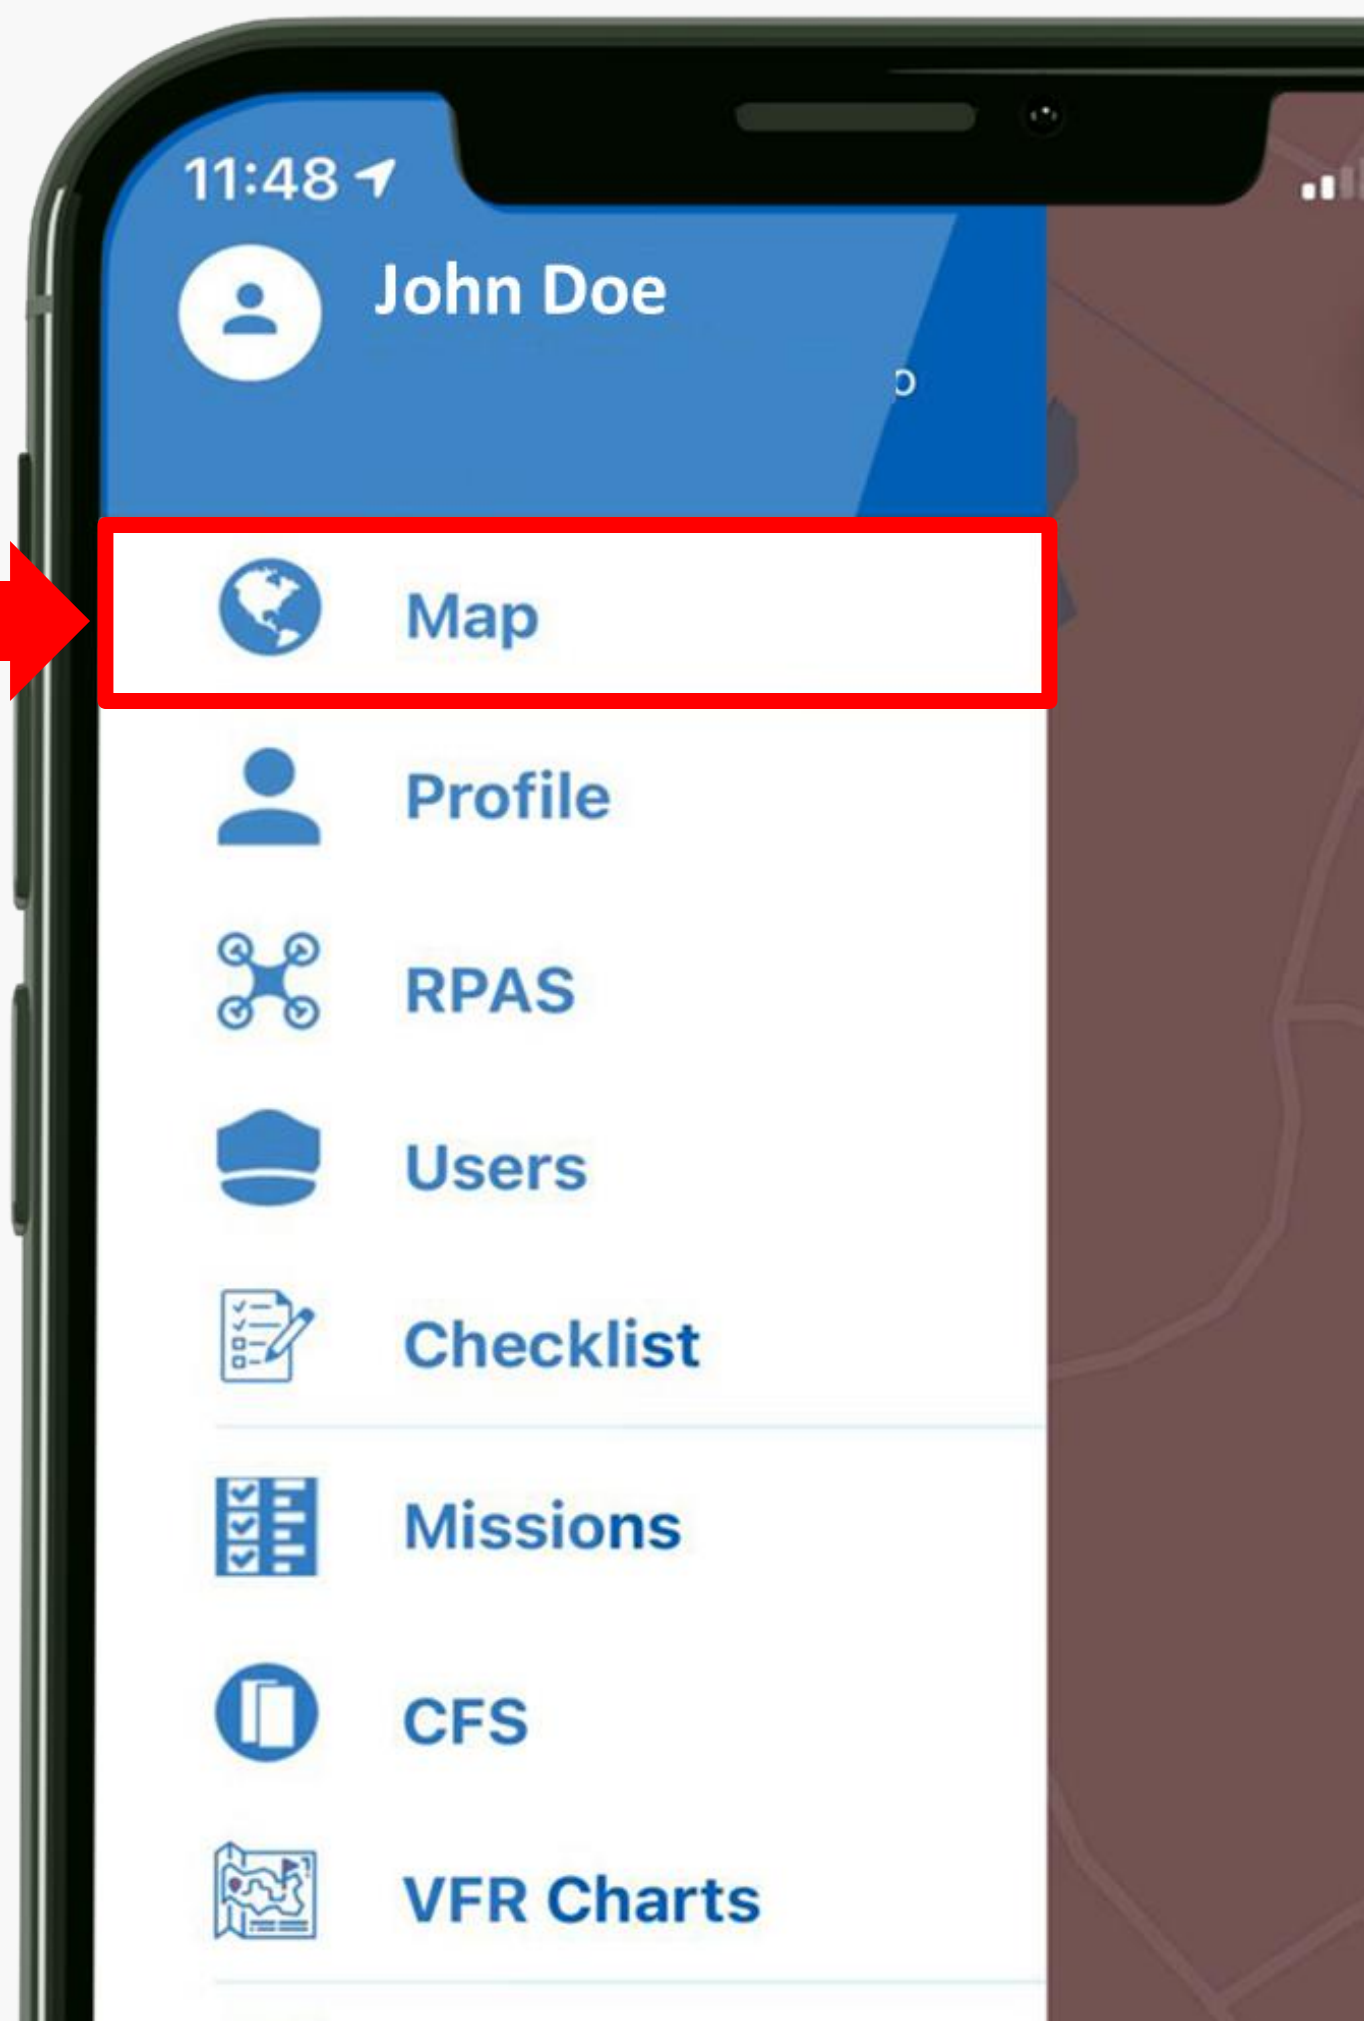 11:48
John Doe
Map
Profile
RPAS
Users
Checklist
Missions
CFS
VFR Charts